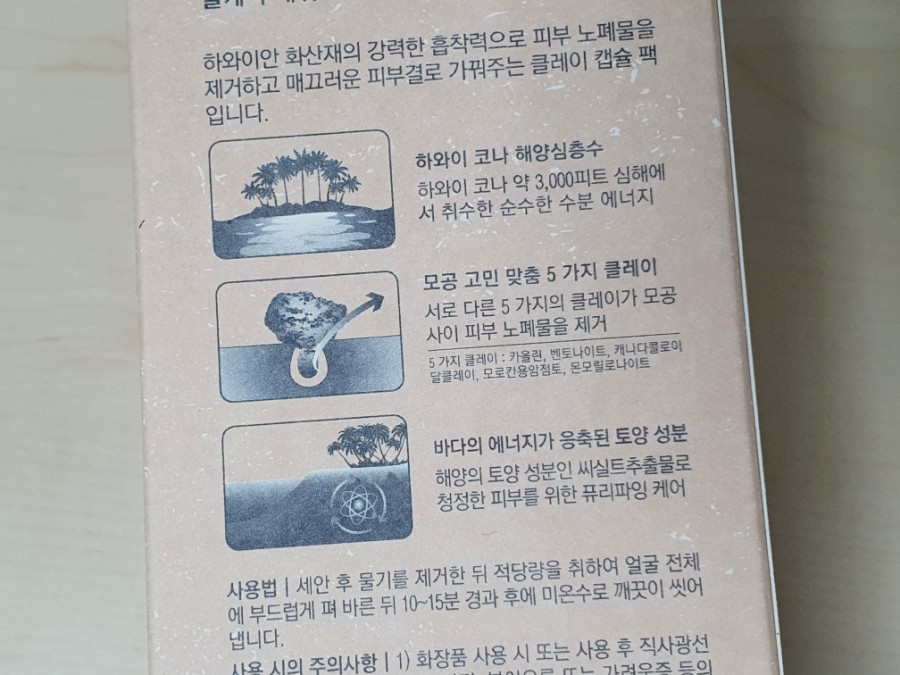 하와이안 화산재의 강력한 흡착력으로 피부 노폐물을
제거하고 매끄러운 피부결로 가꿔주는 클레이 캡슐 팩
입니다.
하와이 코나 해양심층수
하와이 코나 약 3,000피트 심해에
서 취수한 순수한 수분 에너지
모공 고민 맞춤 5 가지 클레이
서로 다른 5 가지의 클레이가 모공
사이 피부 노폐물을 제거
5 가지 클레이 : 카올린, 벤토나이트, 캐나다콜로이
달클레이, 모로칸용암점토, 몬모릴로나이트
바다의 에너지가 응축된 토양 성분
해양의 토양 성분인 씨실트추출물로
청정한 피부를 위한 퓨리파잉 케어
사용법 | 세안 후 물기를 제거한 뒤 적당량을 취하여 얼굴 전체
에 부드럽게 펴 바른 뒤 10~15분 경과 후에 미온수로 깨끗이 씻어
냅니다.
사용 시의 주의사항 | 1) 화장품 사용 시 또는 사용 후 직사광선
부어오름 또는 가려움증 등의